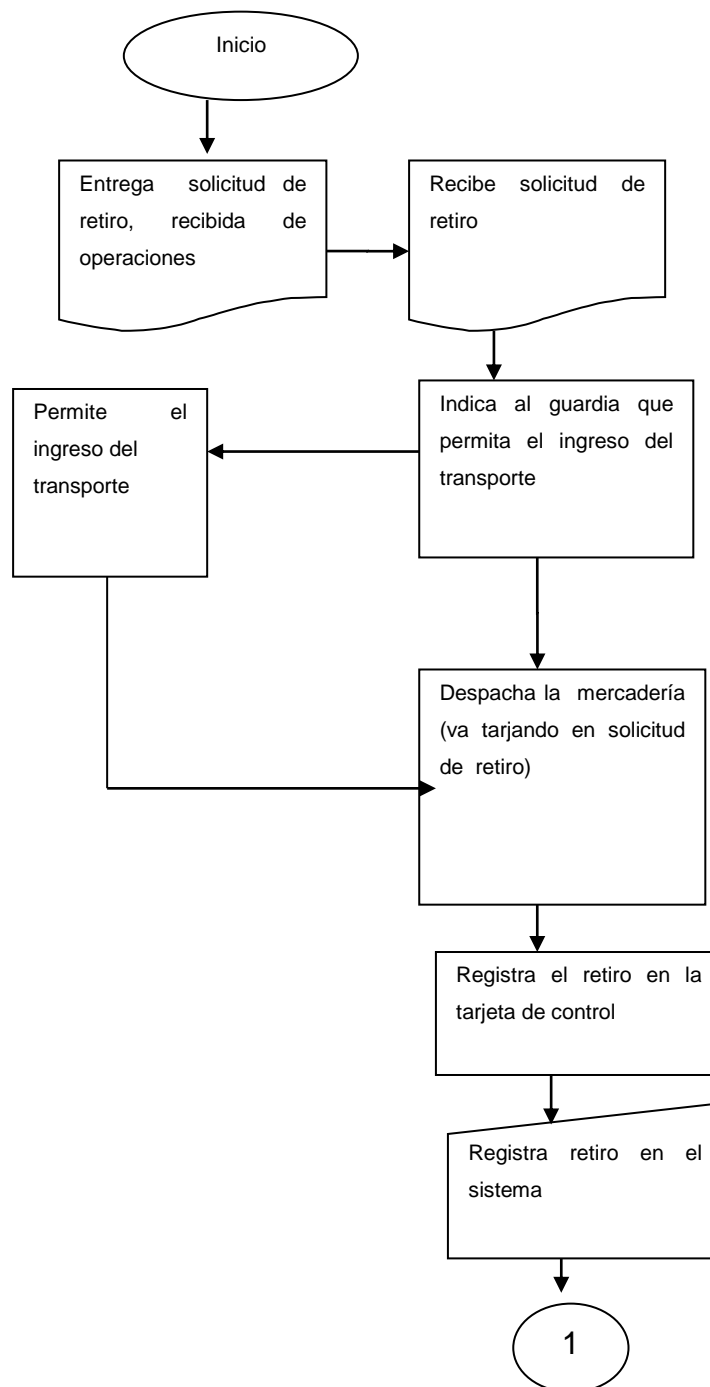 Inicio
Entrega solicitud de
retiro, recibida de
operaciones
Recibe solicitud de
retiro
Permite el
ingreso del
transporte
Indica al guardia que
permita el ingreso del
transporte
Despacha la mercadería
(va tarjando en solicitud
de retiro)
Registra el retiro en la
tarjeta de control
Registra retiro en el
sistema
1